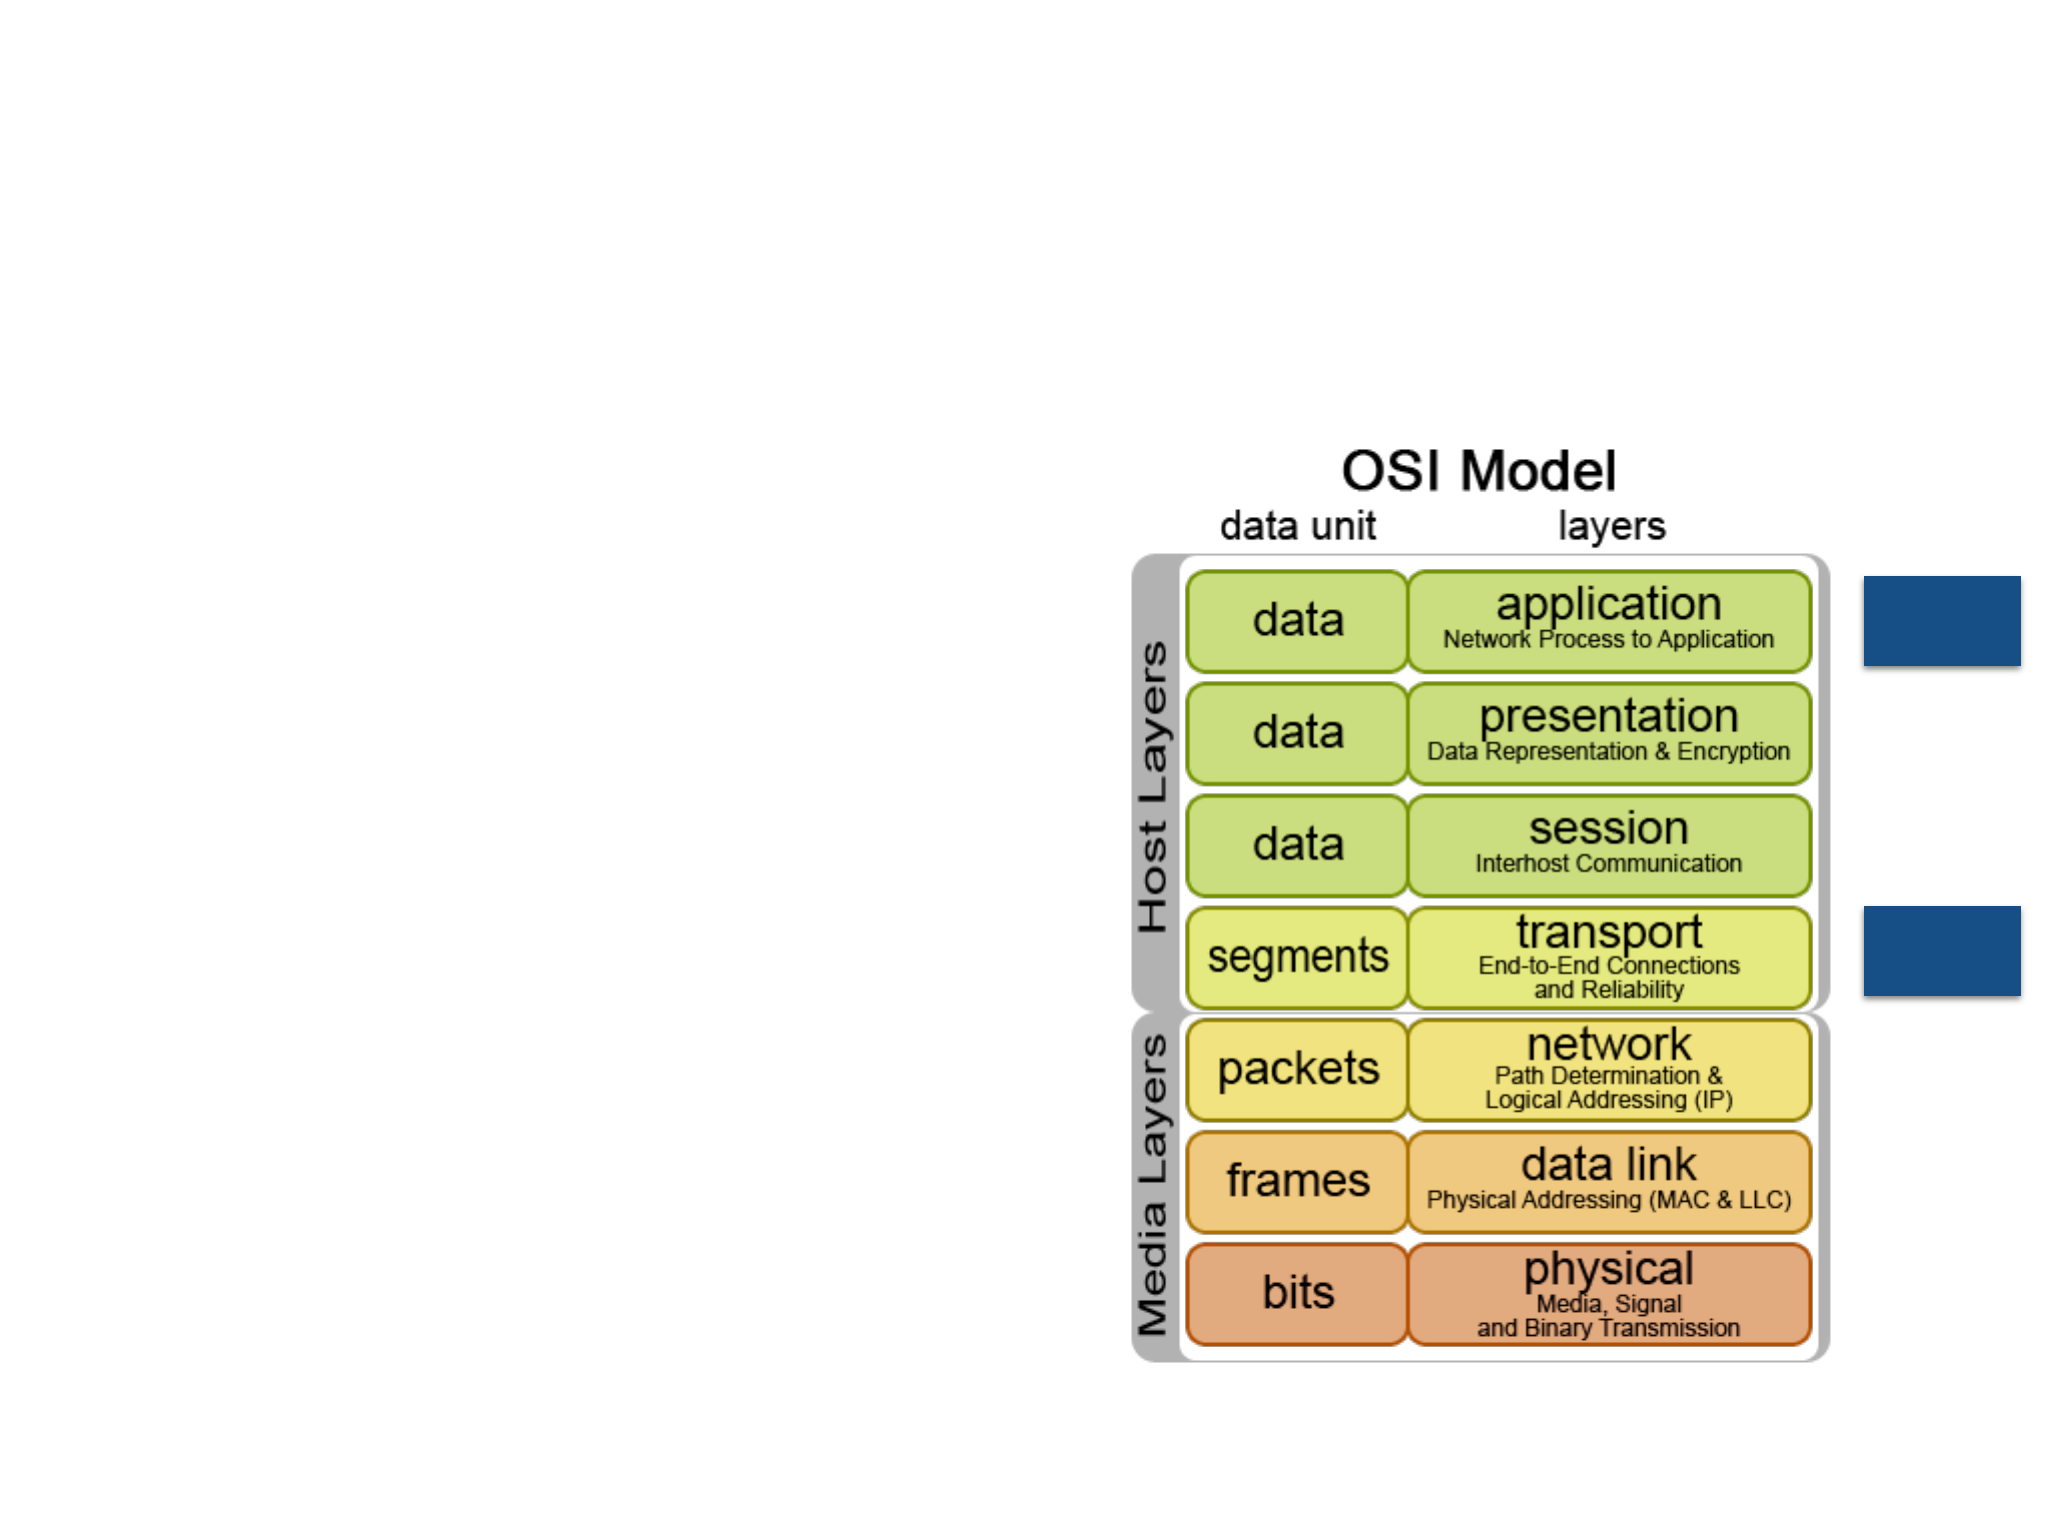 OSI Model
data unit layers
Host Layers
data application
Network Process to Application
data presentation
Data Representation & Encryption
data session
Interhost Communication
segments transport
End-to-End Connections
and Reliability
Media Layers
packets network
Path Determination &
Logical Addressing (IP)
frames data link
Physical Addressing (MAC & LLC)
bits physical
Media, Signal
and Binary Transmission